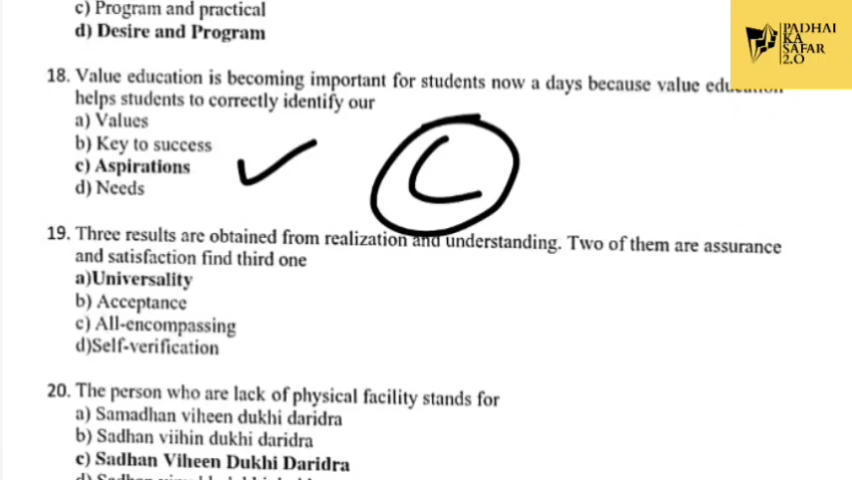 c) Program and practical
d) Desire and Program
PADHAI
KA
SAFAR
2.0
18. Value education is becoming important for students now a days because value education
helps students to correctly identify our
a) Values
b) Key to success
c) Aspirations
d) Needs
C
19. Three results are obtained from realization and understanding. Two of them are assurance
and satisfaction find third one
a)Universality
b) Acceptance
c) All-encompassing
d)Self-verification
20. The person who are lack of physical facility stands for
a) Samadhan viheen dukhi daridra
b) Sadhan viihin dukhi daridra
c) Sadhan Viheen Dukhi Daridra